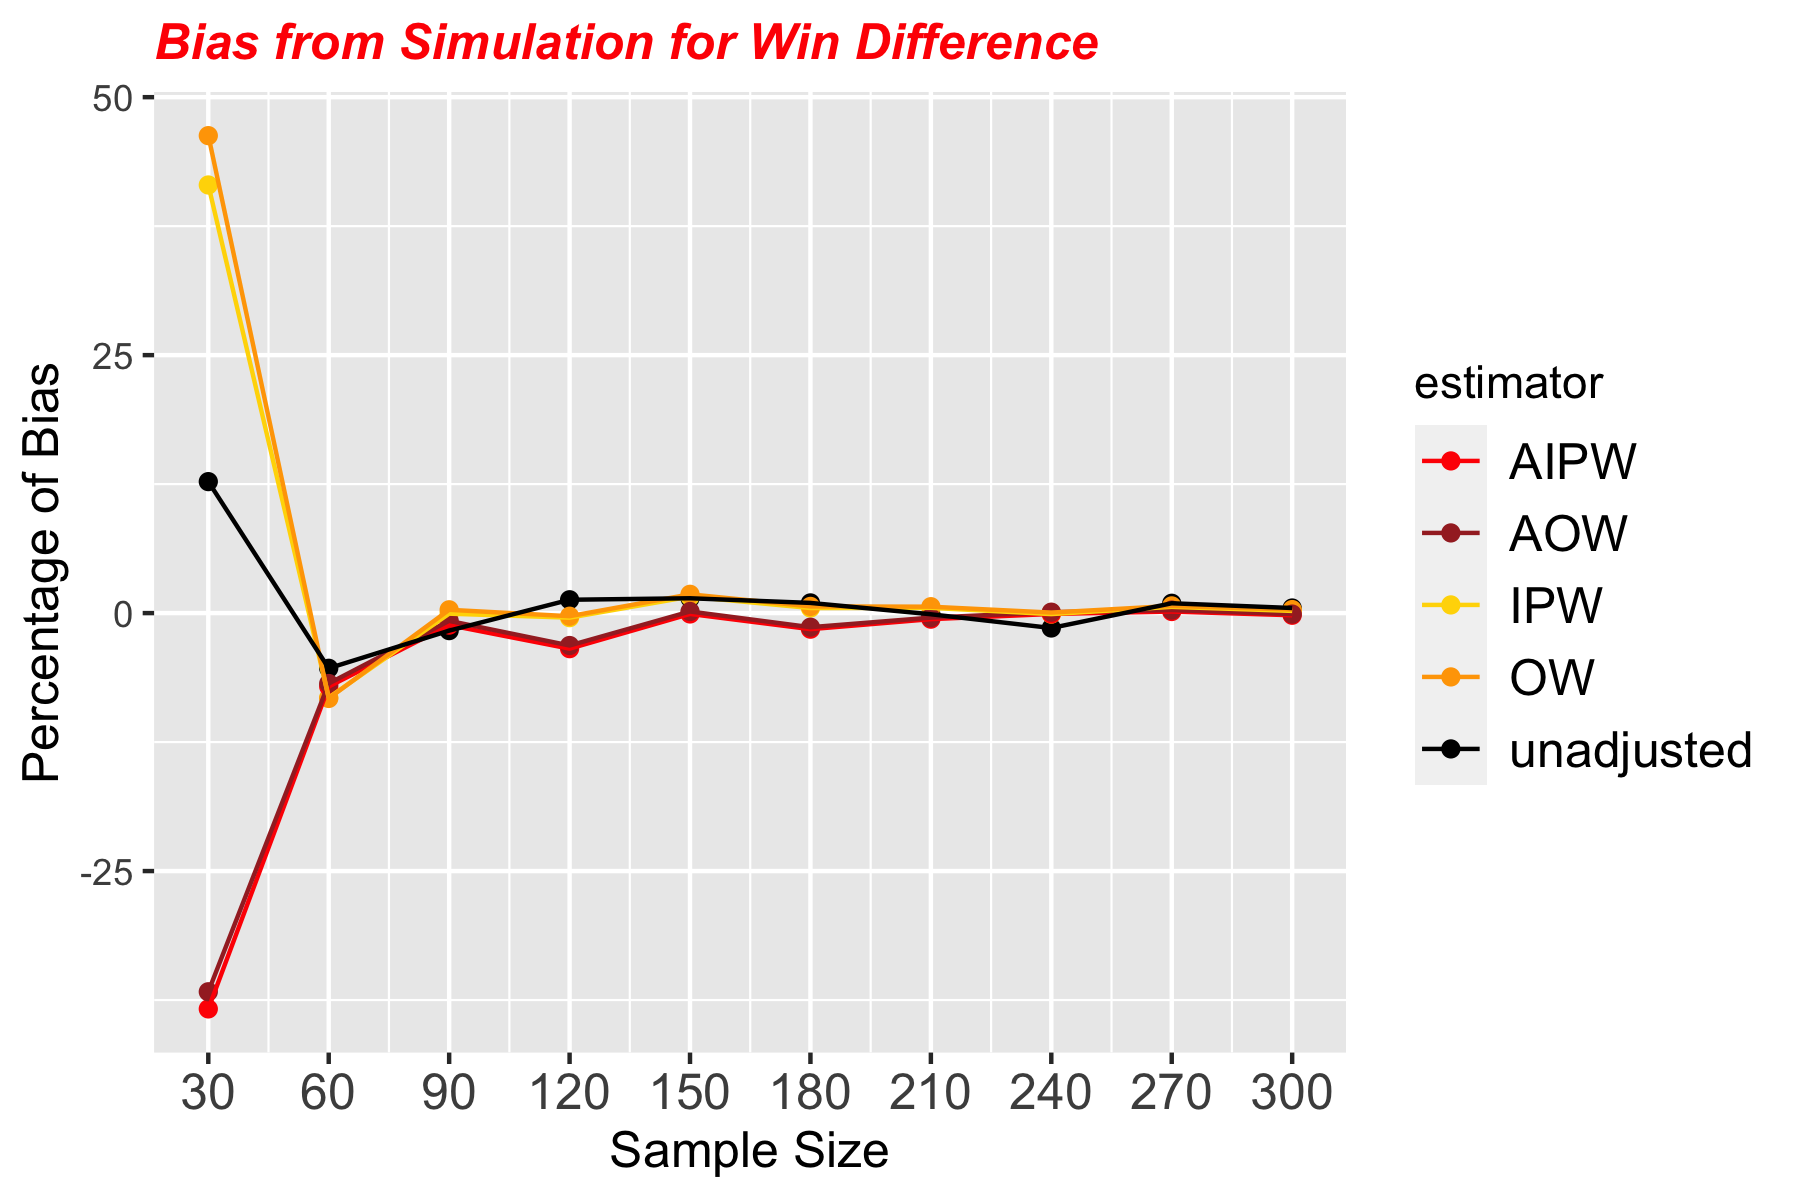 Bias from Simulation for Win Difference
50
25
0
-25
Percentage of Bias
30 60 90 120 150 180 210 240 270 300
Sample Size
estimator
AIPW
AOW
IPW
OW
unadjusted